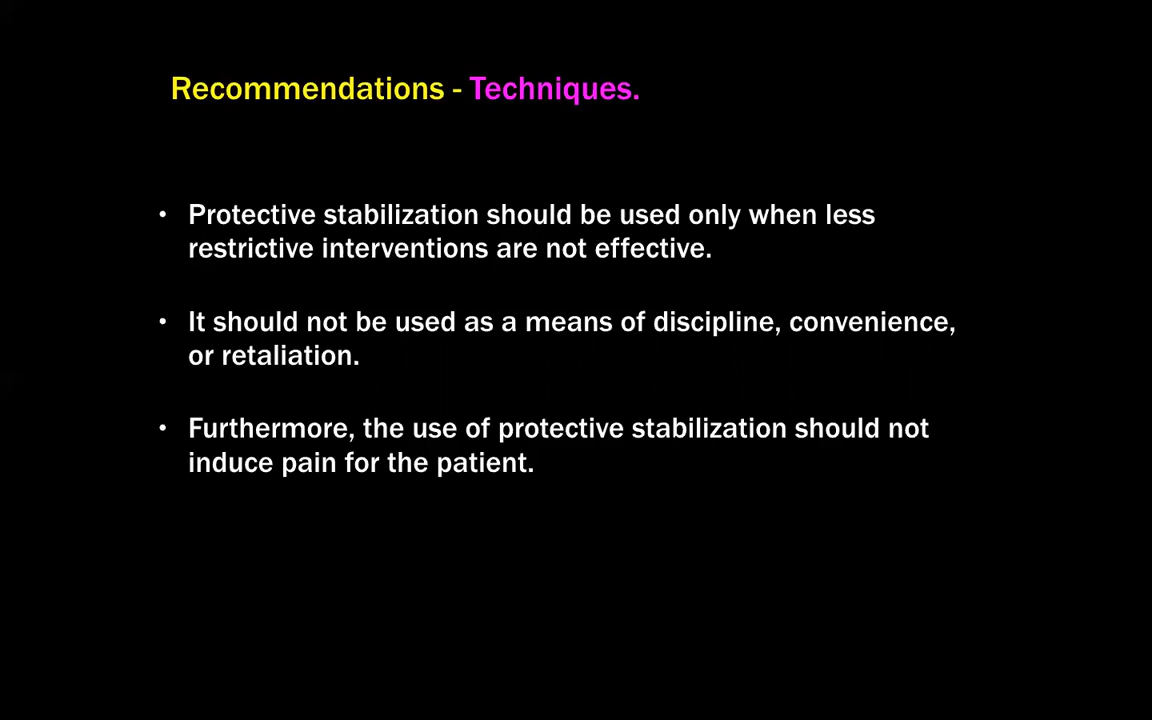 Recommendations - Techniques.
• Protective stabilization should be used only when less
restrictive interventions are not effective.
• It should not be used as a means of discipline, convenience,
or retaliation.
• Furthermore, the use of protective stabilization should not
induce pain for the patient.